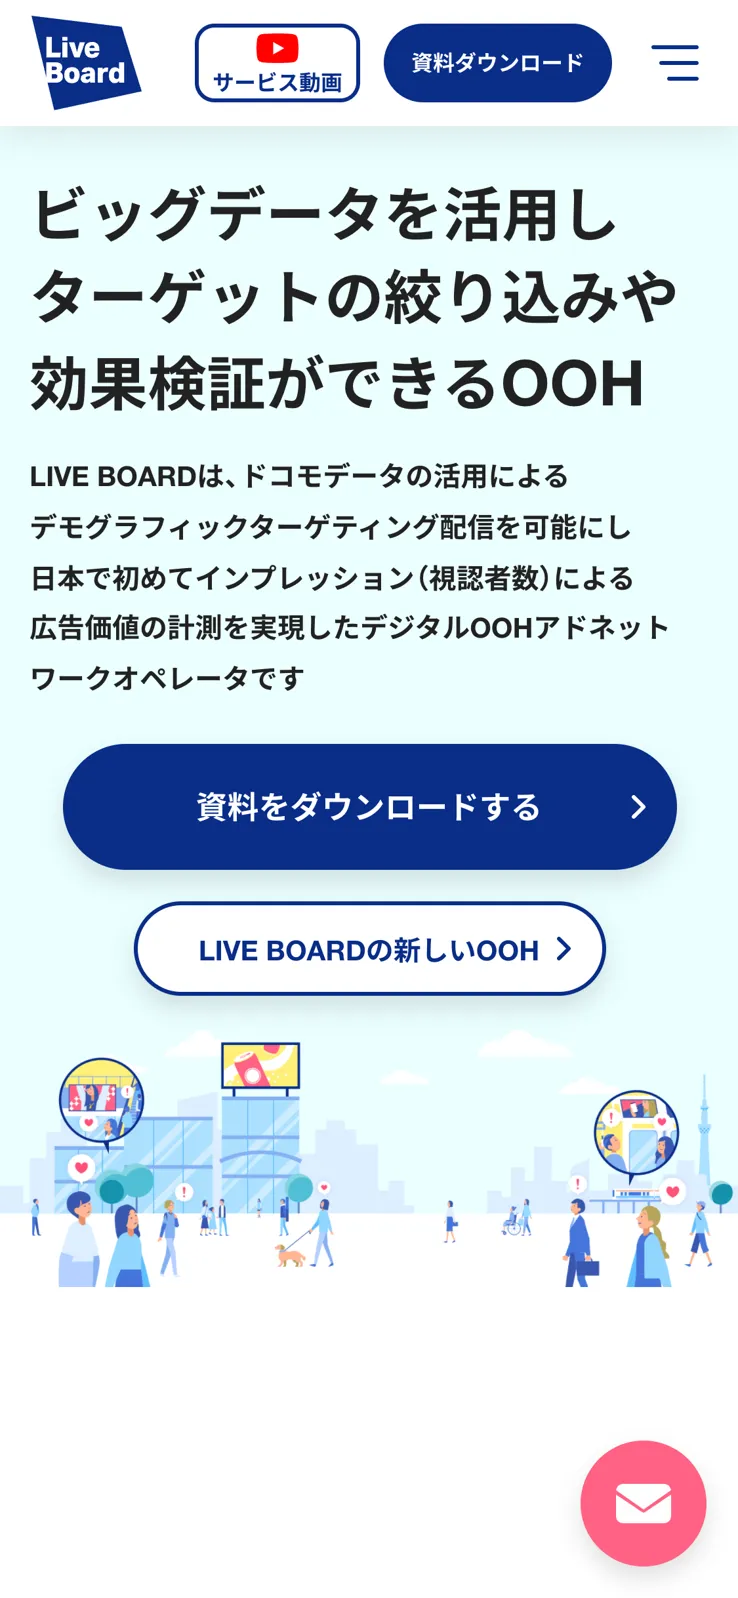 Live
Board
サービス動画
資料ダウンロード
ビッグデータを活用し
ターゲットの絞り込みや
効果検証ができるOOH
LIVE BOARDは、ドコモデータの活用による
デモグラフィックターゲティング配信を可能にし
日本で初めてインプレッション（視認者数）による
広告価値の計測を実現したデジタルOOHアドネット
ワークオペレータです
資料をダウンロードする
LIVE BOARDの新しいOOH